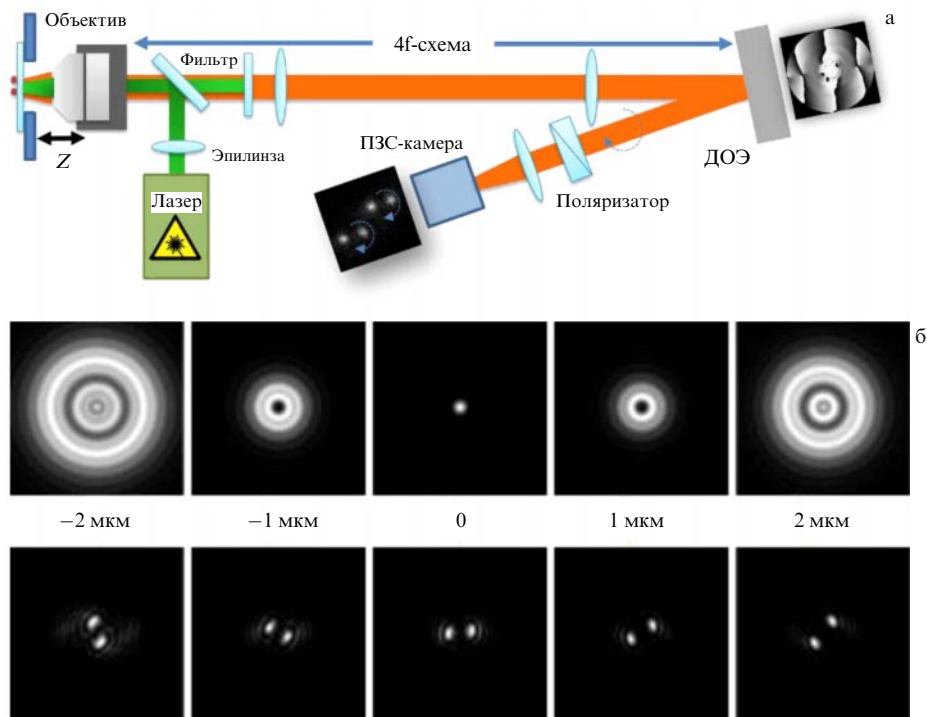 Объектив
а
4f-схема
Фильтр
ПЗС-камера
Z
Эпилинза
ДОЭ
Лазер
Поляризатор
б
−2 мкм
−1 мкм
0
1 мкм
2 мкм